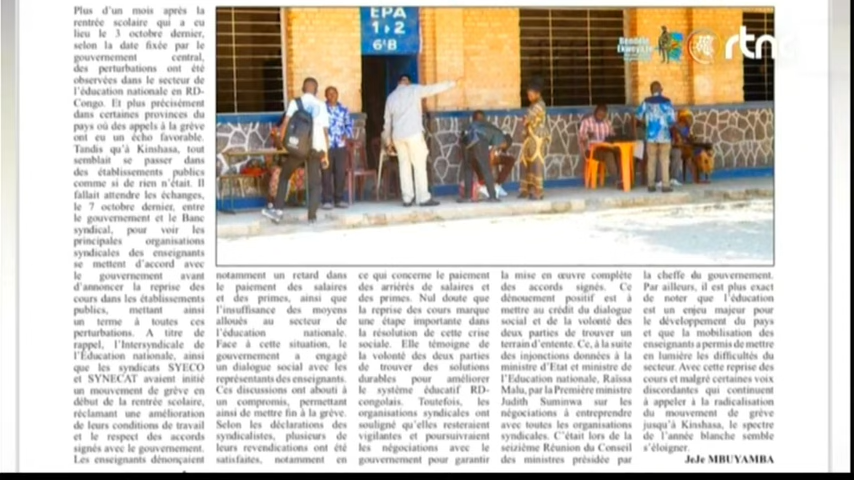 Plus d'un mois après la
rentrée scolaire qui a eu
lieu le 3 octobre dernier,
selon la date fixée par le
gouvernement central,
des perturbations ont été
observées dans le secteur de
l'éducation nationale en RD-
Congo. Et plus précisément
dans certaines provinces du
pays où des appels à la grève
ont eu un écho favorable.
Tandis qu'à Kinshasa, tout
semblait se passer dans
des établissements publics
comme si de rien n'était. Il
fallait attendre les échanges,
le 7 octobre dernier, entre
le gouvernement et le Banc
syndical, pour voir les
principales organisations
syndicales des enseignants
se mettent d'accord avec
le gouvernement avant
d'annoncer la reprise des
cours dans les établissements
publics, mettant ainsi
un terme à toutes ces
perturbations. A titre de
rappel, l'Intersyndicale de
l'Éducation nationale, ainsi
que les syndicats SYECO
et SYNECAT avaient initié
un mouvement de grève en
début de la rentrée scolaire,
réclamant une amélioration
de leurs conditions de travail
et le respect des accords
signés avec le gouvernement.
Les enseignants dénonçaient
EPA
1 2
6è B
rtn
notamment un retard dans
le paiement des salaires
et des primes, ainsi que
l'insuffisance des moyens
alloués au secteur de
l'éducation nationale.
Face à cette situation, le
gouvernement a engagé
un dialogue social avec les
représentants des enseignants.
Ces discussions ont abouti à
un compromis, permettant
ainsi de mettre fin à la grève.
Selon les déclarations des
syndicalistes, plusieurs de
leurs revendications ont été
satisfaites, notamment en
ce qui concerne le paiement
des arriérés de salaires et
des primes. Nul doute que
la reprise des cours marque
une étape importante dans
la résolution de cette crise
sociale. Elle témoigne de
la volonté des deux parties
de trouver des solutions
durables pour améliorer
le système éducatif RD-
congolais. Toutefois, les
organisations syndicales ont
souligné qu'elles resteraient
vigilantes et poursuivraient
les négociations avec le
gouvernement pour garantir
la mise en œuvre complète
des accords signés. Ce
dénouement positif est à
mettre au crédit du dialogue
social et de la volonté des
deux parties de trouver un
terrain d'entente. Ce, à la suite
des injonctions données à la
ministre d'Etat et ministre de
l'Education nationale, Raïssa
Malu, par la Première ministre
Judith Suminwa sur les
négociations à entreprendre
avec toutes les organisations
syndicales. C'était lors de la
seizième Réunion du Conseil
des ministres présidée par
la cheffe du gouvernement.
Par ailleurs, il est plus exact
de noter que l'éducation
est un enjeu majeur pour
le développement du pays
et que la mobilisation des
enseignants a permis de mettre
en lumière les difficultés du
secteur. Avec cette reprise des
cours et malgré certaines voix
discordantes qui continuent
à appeler à la radicalisation
du mouvement de grève
jusqu'à Kinshasa, le spectre
de l'année blanche semble
s'éloigner.
JeJe MBUYAMBA